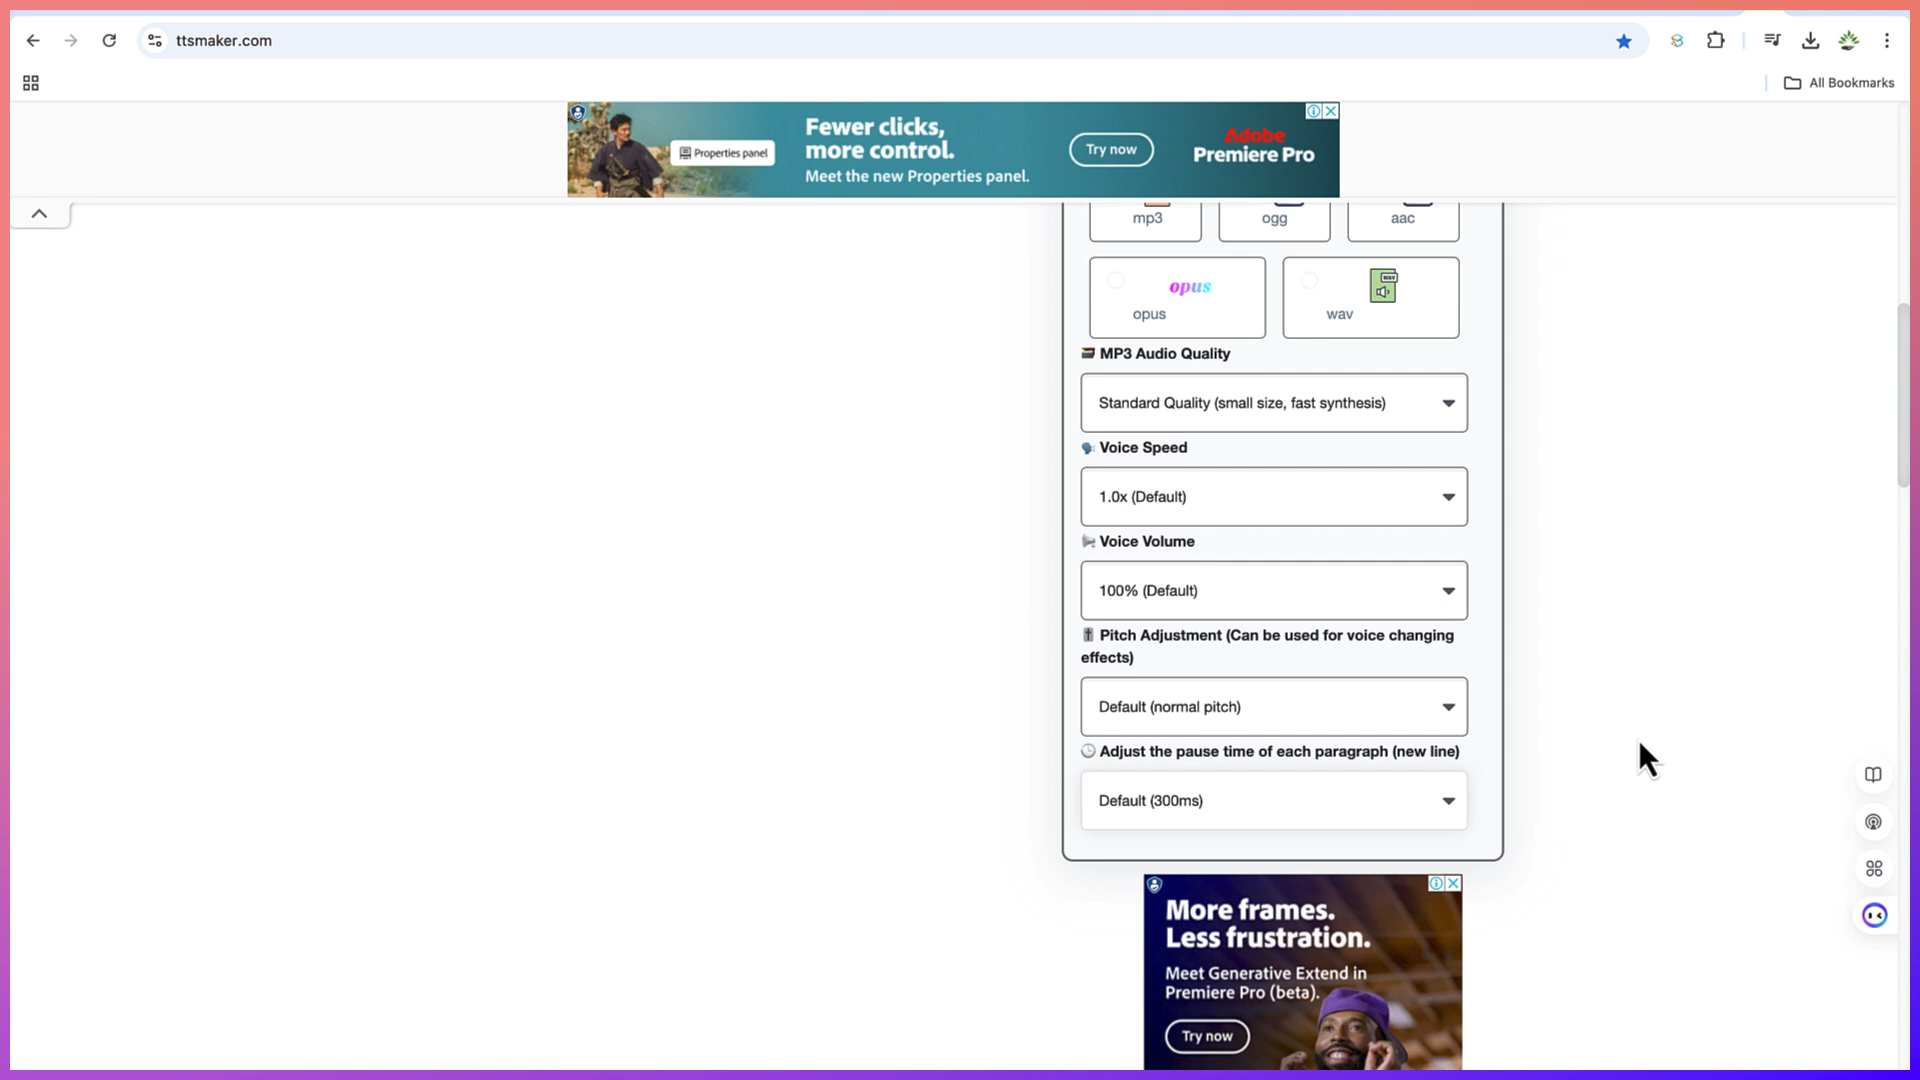 ttsmaker.com
All Bookmarks
Properties panel
Fewer clicks,
more control.
Meet the new Properties panel.
Try now
Adobe
Premiere Pro
mp3
ogg
aac
opus
opus
WAV
wav
MP3 Audio Quality
Standard Quality (small size, fast synthesis)
Voice Speed
1.0x (Default)
Voice Volume
100% (Default)
Pitch Adjustment (Can be used for voice changing
effects)
Default (normal pitch)
Adjust the pause time of each paragraph (new line)
Default (300ms)
More frames.
Less frustration.
Meet Generative Extend in
Premiere Pro (beta).
Try now